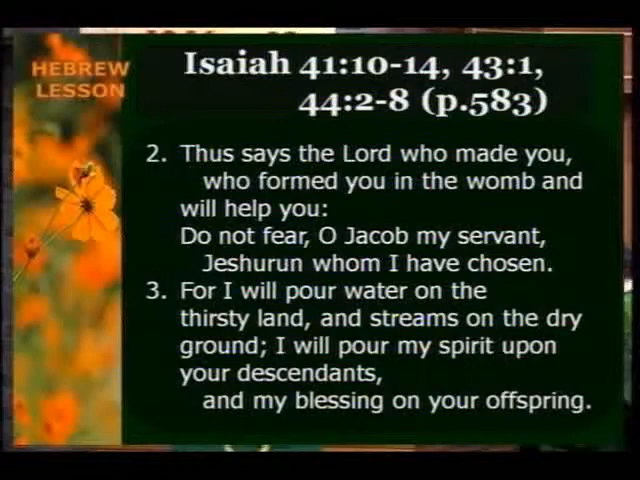 HEBREW
LESSON
Isaiah 41:10-14, 43:1,
44:2-8 (p.583)
2. Thus says the Lord who made you,
who formed you in the womb and
will help you:
Do not fear, O Jacob my servant,
Jeshurun whom I have chosen.
3. For I will pour water on the
thirsty land, and streams on the dry
ground; I will pour my spirit upon
your descendants,
and my blessing on your offspring.